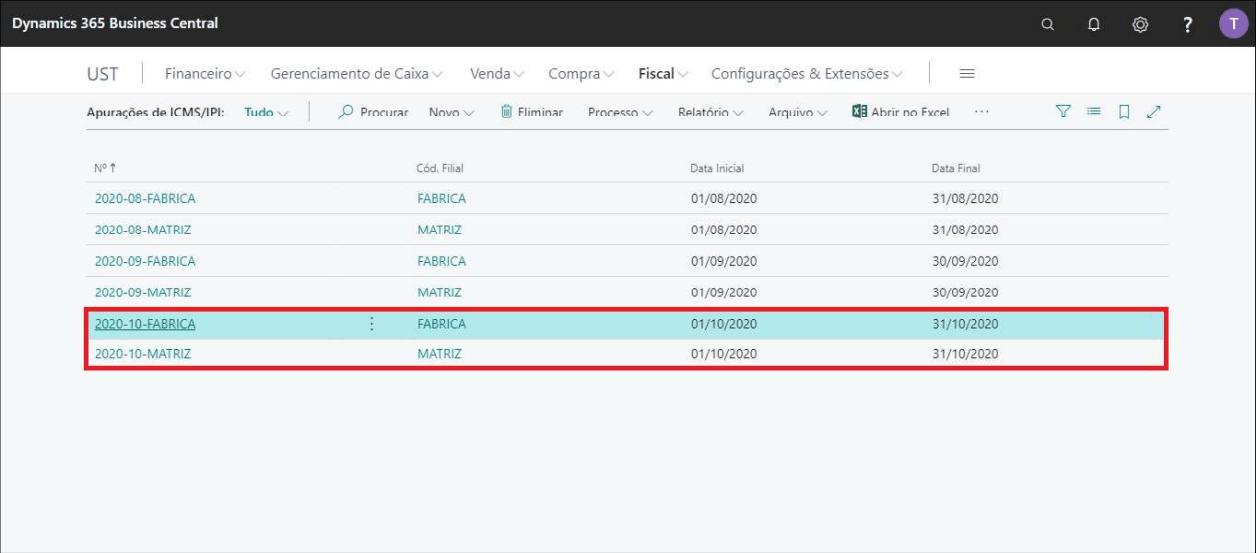 Dynamics 365 Business Central ? T
UST Financeiro Gerenciamento de Caixa Venda Compra Fiscal Configurações & Extensões
Apurações de ICMS/IPI: Tudo Procurar Novo Eliminar Processo Relatório Arquivo Abrir no Excel ...
Nº ↑ Cód. Filial Data Inicial Data Final
2020-08-FABRICA FABRICA 01/08/2020 31/08/2020
2020-08-MATRIZ MATRIZ 01/08/2020 31/08/2020
2020-09-FABRICA FABRICA 01/09/2020 30/09/2020
2020-09-MATRIZ MATRIZ 01/09/2020 30/09/2020
2020-10-FABRICA FABRICA 01/10/2020 31/10/2020
2020-10-MATRIZ MATRIZ 01/10/2020 31/10/2020